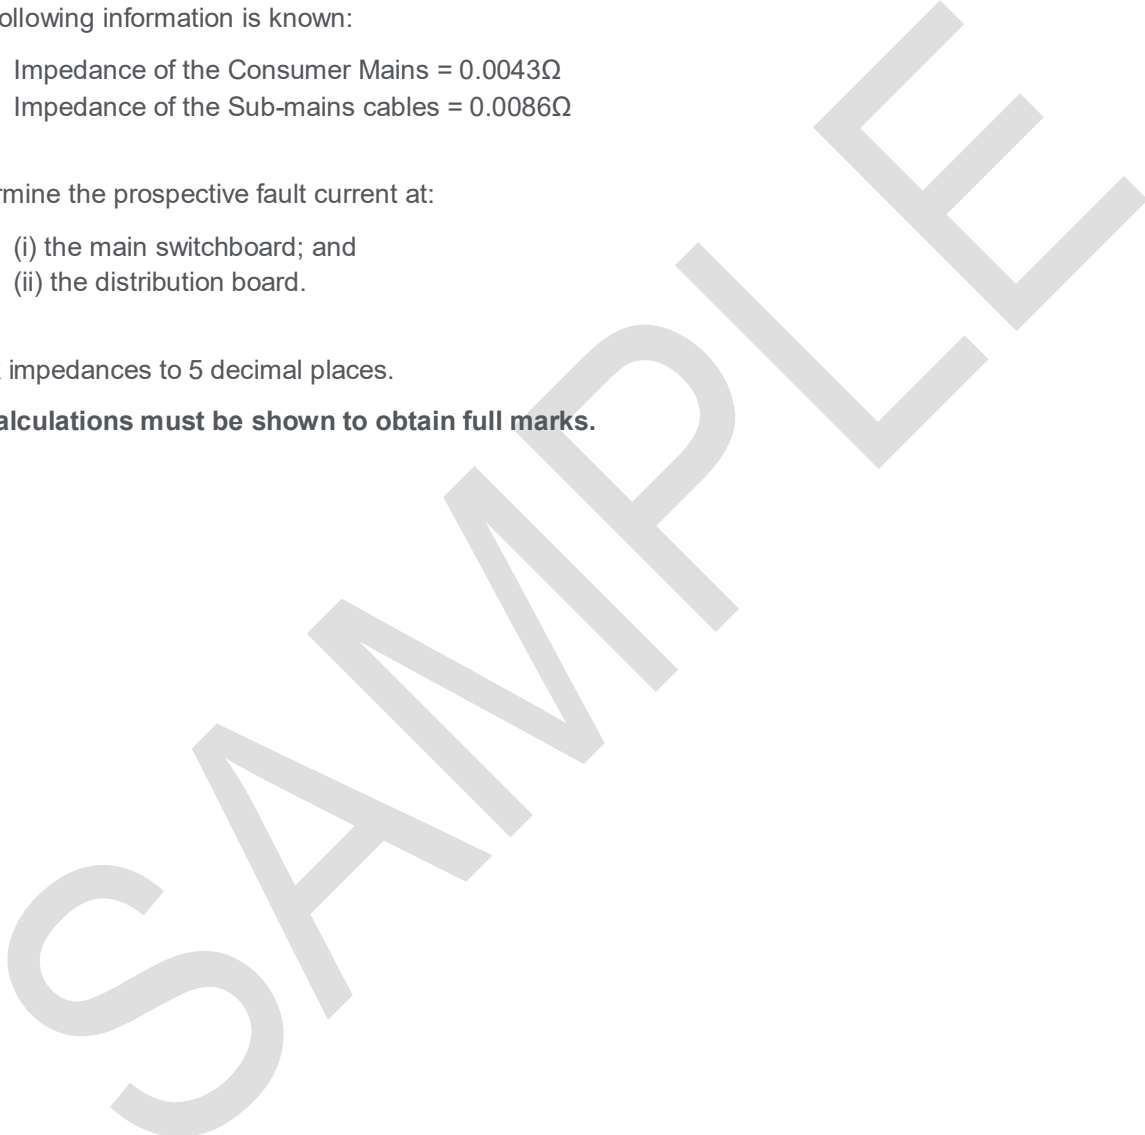 ollowing information is known:
Impedance of the Consumer Mains = 0.0043Ω
Impedance of the Sub-mains cables = 0.0086Ω
rmine the prospective fault current at:
(i) the main switchboard; and
(ii) the distribution board.
impedances to 5 decimal places.
alculations must be shown to obtain full marks.
SAMPLE